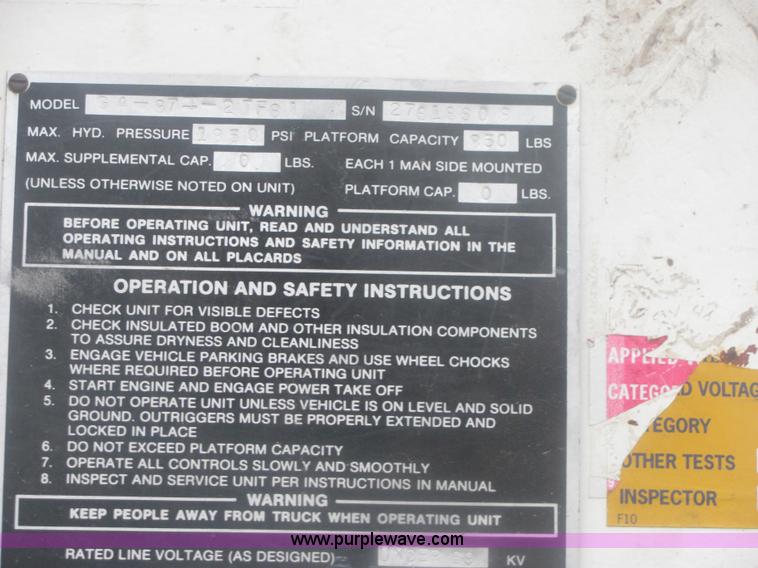 MODEL S/N
MAX. HYD. PRESSURE PSI PLATFORM CAPACITY LBS
MAX. SUPPLEMENTAL CAP. 0 LBS. EACH 1 MAN SIDE MOUNTED
(UNLESS OTHERWISE NOTED ON UNIT) PLATFORM CAP. 0 LBS.
WARNING
BEFORE OPERATING UNIT, READ AND UNDERSTAND ALL
OPERATING INSTRUCTIONS AND SAFETY INFORMATION IN THE
MANUAL AND ON ALL PLACARDS
OPERATION AND SAFETY INSTRUCTIONS
1. CHECK UNIT FOR VISIBLE DEFECTS
2. CHECK INSULATED BOOM AND OTHER INSULATION COMPONENTS
TO ASSURE DRYNESS AND CLEANLINESS
3. ENGAGE VEHICLE PARKING BRAKES AND USE WHEEL CHOCKS
WHERE REQUIRED BEFORE OPERATING UNIT
4. START ENGINE AND ENGAGE POWER TAKE OFF
5. DO NOT OPERATE UNIT UNLESS VEHICLE IS ON LEVEL AND SOLID
GROUND. OUTRIGGERS MUST BE PROPERLY EXTENDED AND
LOCKED IN PLACE
6. DO NOT EXCEED PLATFORM CAPACITY
7. OPERATE ALL CONTROLS SLOWLY AND SMOOTHLY
8. INSPECT AND SERVICE UNIT PER INSTRUCTIONS IN MANUAL
WARNING
KEEP PEOPLE AWAY FROM TRUCK WHEN OPERATING UNIT
RATED LINE VOLTAGE (AS DESIGNED) KV
VOLTAG
EGORY
OTHER TESTS
INSPECTOR
F10
www.purplewave.com